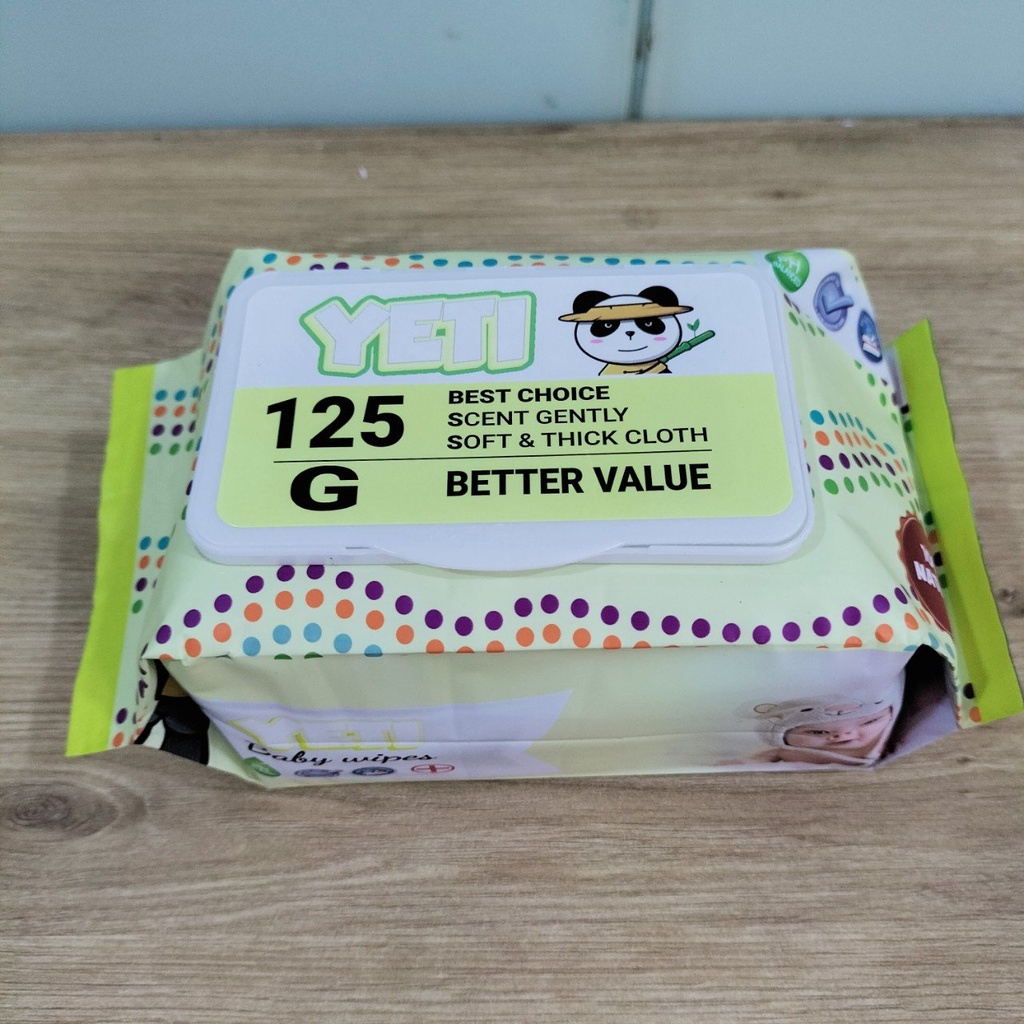 YETI
125
BEST CHOICE
SCENT GENTLY
SOFT & THICK CLOTH
G
BETTER VALUE
YETI
Baby wipes